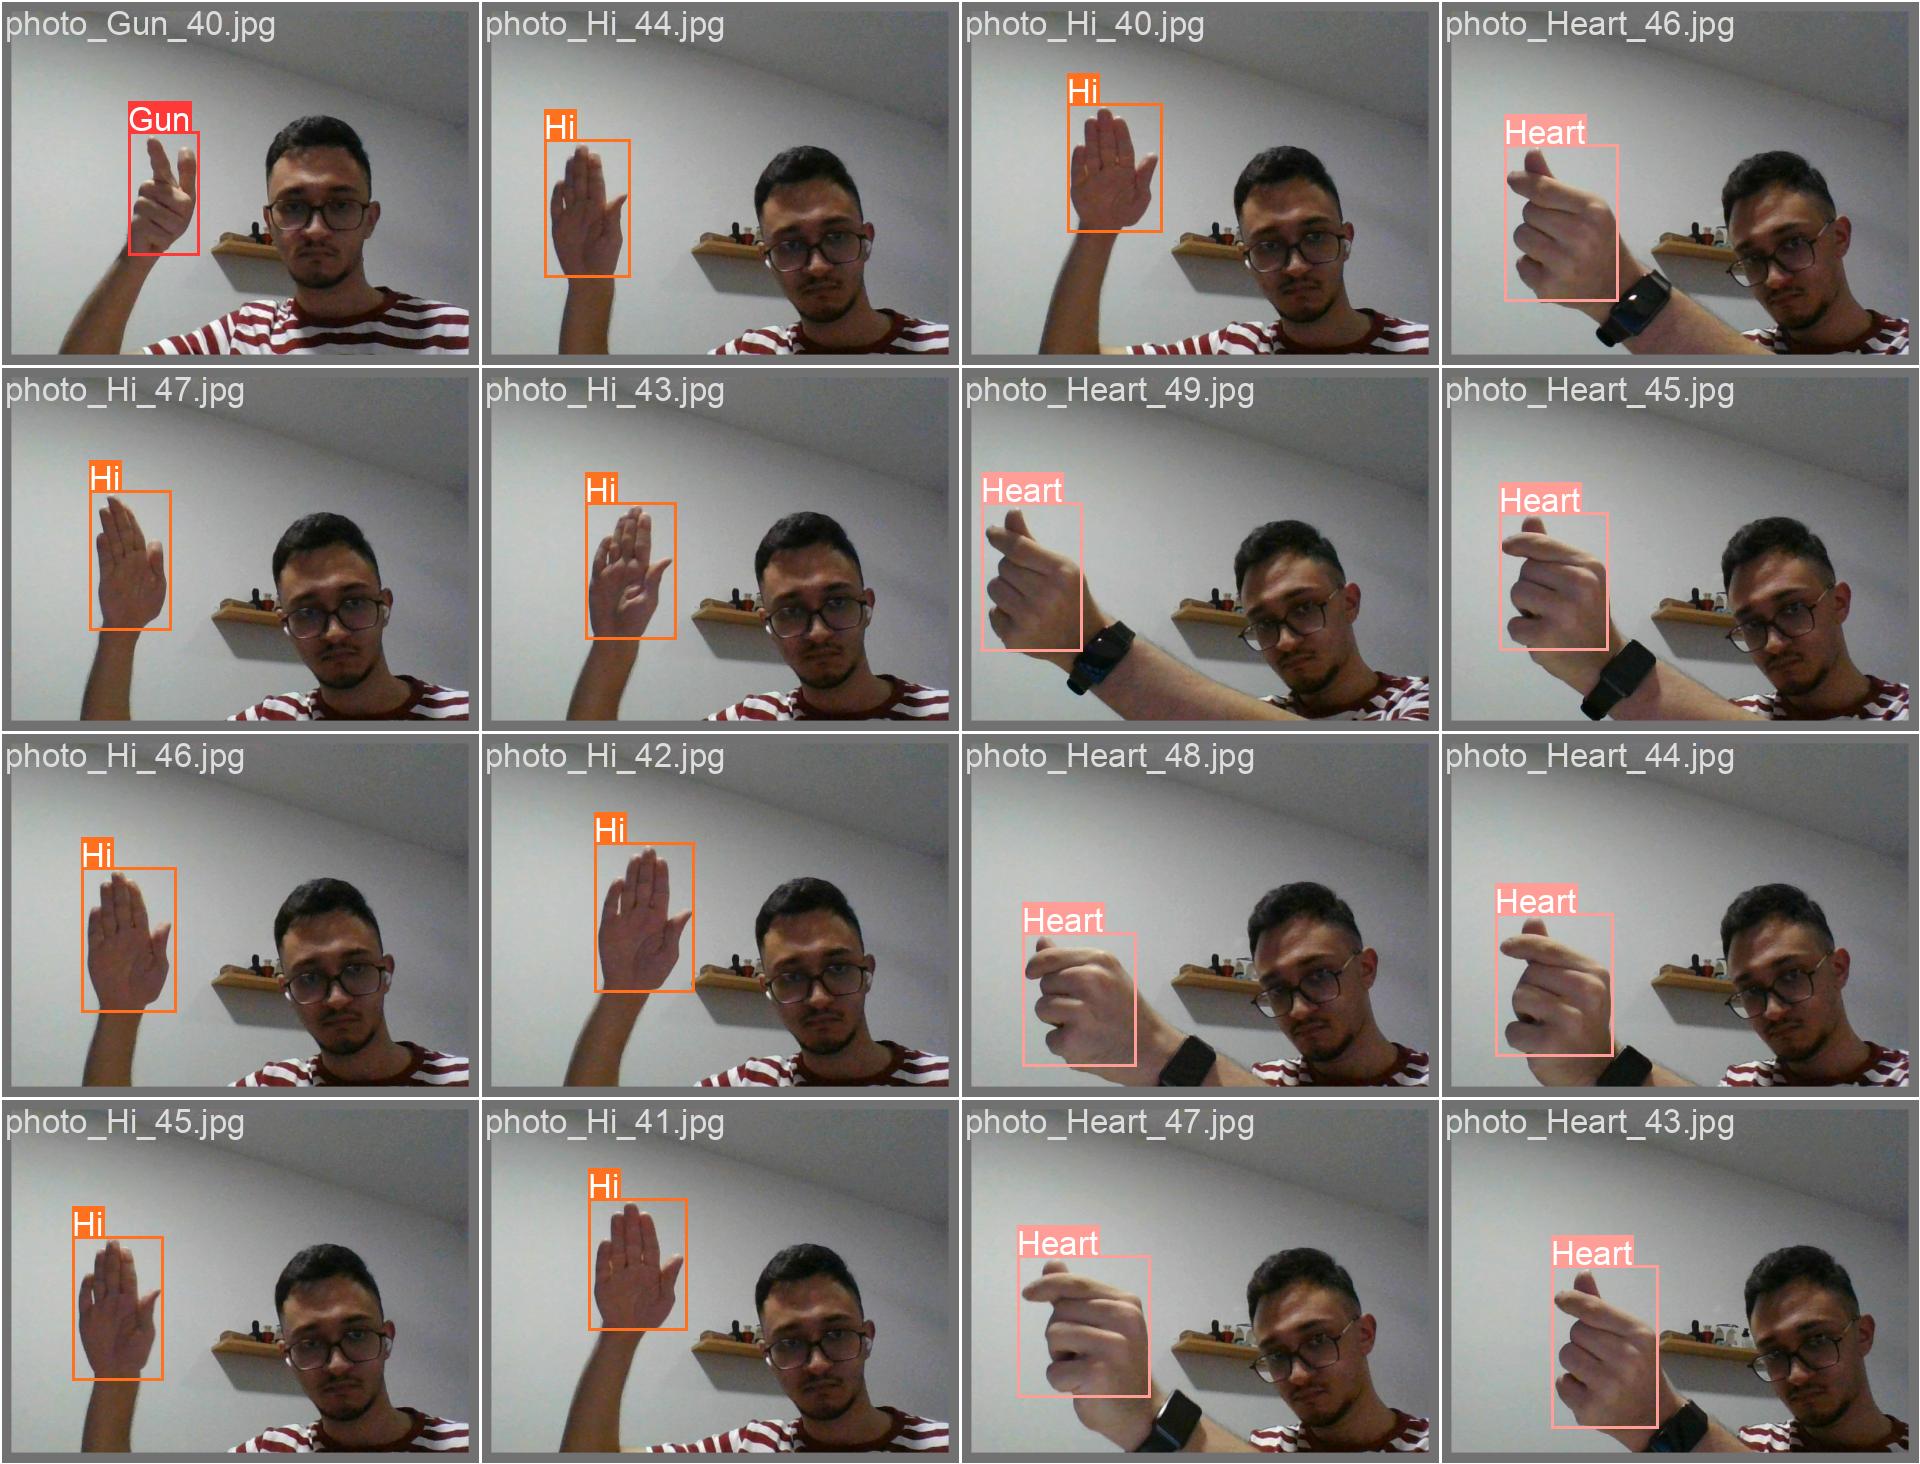 photo_Gun_40.jpg
Gun
photo_Hi_44.jpg
Hi
photo_Hi_40.jpg
Hi
photo_Heart_46.jpg
Heart
photo_Hi_47.jpg
Hi
photo_Hi_43.jpg
Hi
photo_Heart_49.jpg
Heart
photo_Heart_45.jpg
Heart
photo_Hi_46.jpg
Hi
photo_Hi_42.jpg
Hi
photo_Heart_48.jpg
Heart
photo_Heart_44.jpg
Heart
photo_Hi_45.jpg
Hi
photo_Hi_41.jpg
Hi
photo_Heart_47.jpg
Heart
photo_Heart_43.jpg
Heart